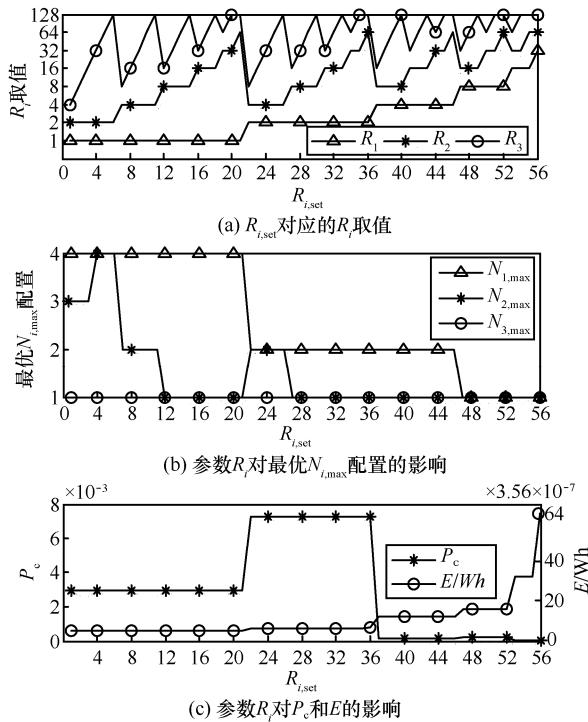 128
64
32
16
8
4
2
1
R_i取值
R_1
R_2
R_3
0 4 8 12 16 20 24 28 32 36 40 44 48 52 56
R_{i,set}
(a) R_{i,set}对应的R_i取值
4
3
2
1
最优N_{i,max}配置
N_{1,max}
N_{2,max}
N_{3,max}
0 4 8 12 16 20 24 28 32 36 40 44 48 52 56
R_{i,set}
(b) 参数R_i对最优N_{i,max}配置的影响
×10^{-3}
×3.56×10^{-7}
8
6
4
2
0
P_c
P_c
E/Wh
64
40
20
0
E/Wh
4 8 12 16 20 24 28 32 36 40 44 48 52 56
R_{i,set}
(c) 参数R_i对P_c和E的影响